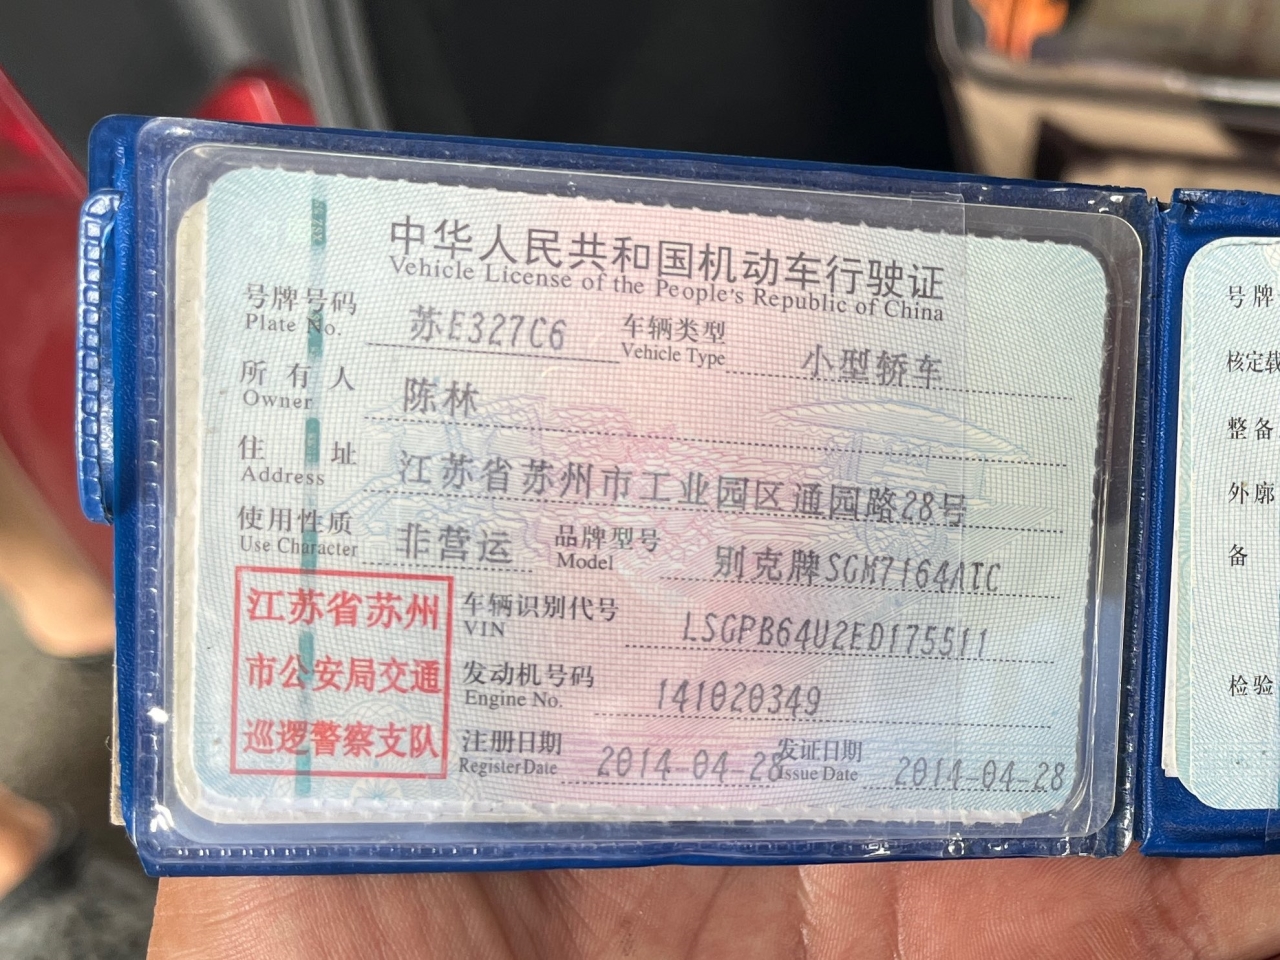 中华人民共和国机动车行驶证
Vehicle License of the People's Republic of China
号牌号码 苏E327C6 车辆类型 小型轿车
Plate No. Vehicle Type
所有人 陈林
Owner
住址 江苏省苏州市工业园区通园路28号
Address
使用性质 非营运 品牌型号 别克牌SGM7164ATC
Use Character Model
江苏省苏州
市公安局交通
巡逻警察支队
车辆识别代号 LSGPB64U2ED175511
VIN
发动机号码 141020349
Engine No.
注册日期 2014-04-28 发证日期 2014-04-28
Register Date Issue Date
号牌
核定载
整备
外廓
备
检验